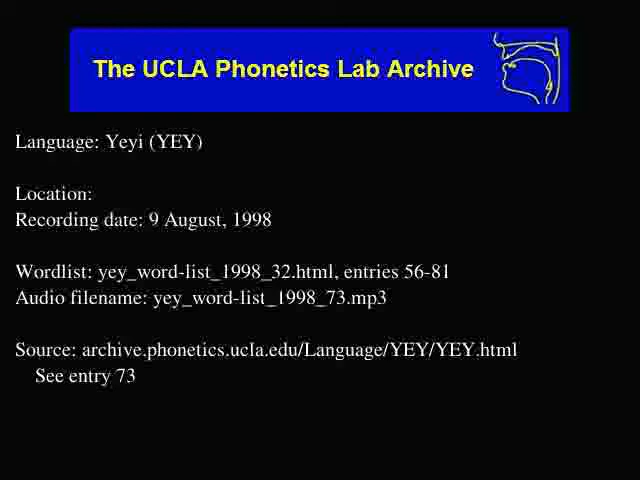 The UCLA Phonetics Lab Archive
Language: Yeyi (YEY)
Location:
Recording date: 9 August, 1998
Wordlist: yey_word-list_1998_32.html, entries 56-81
Audio filename: yey_word-list_1998_73.mp3
Source: archive.phonetics.ucla.edu/Language/YEY/YEY.html
See entry 73